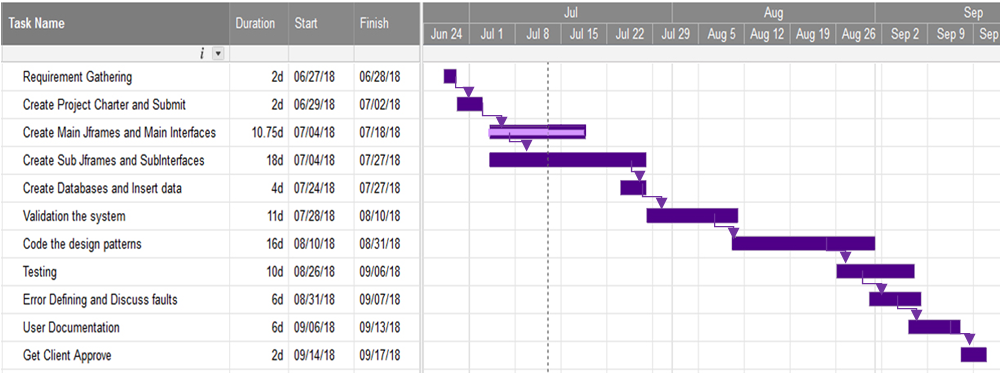 Task Name Duration Start Finish Jul Aug Sep
Jun 24 Jul 1 Jul 8 Jul 15 Jul 22 Jul 29 Aug 5 Aug 12 Aug 19 Aug 26 Sep 2 Sep 9 Sep
i
Requirement Gathering 2d 06/27/18 06/28/18
Create Project Charter and Submit 2d 06/29/18 07/02/18
Create Main Jframes and Main Interfaces 10.75d 07/04/18 07/18/18
Create Sub Jframes and SubInterfaces 18d 07/04/18 07/27/18
Create Databases and Insert data 4d 07/24/18 07/27/18
Validation the system 11d 07/28/18 08/10/18
Code the design patterns 16d 08/10/18 08/31/18
Testing 10d 08/26/18 09/06/18
Error Defining and Discuss faults 6d 08/31/18 09/07/18
User Documentation 6d 09/06/18 09/13/18
Get Client Approve 2d 09/14/18 09/17/18